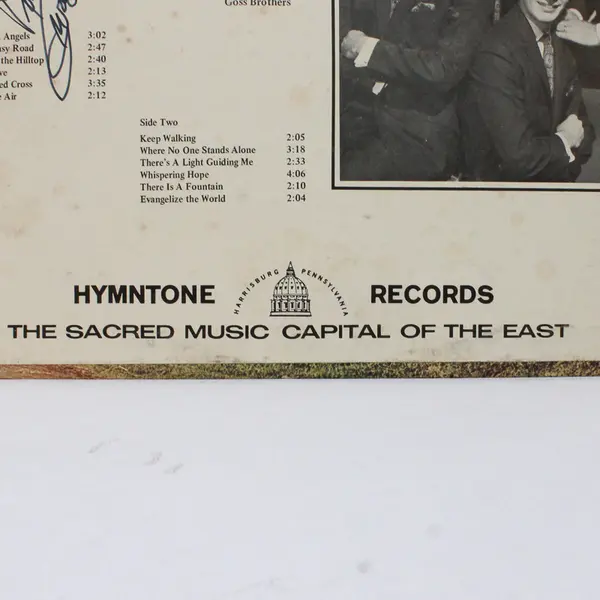 Goss Brothers
Angels 3:02
Road 2:47
the Hilltop 2:40
2:13
Cross 3:35
Air 2:12
Side Two
Keep Walking 2:05
Where No One Stands Alone 3:18
There's A Light Guiding Me 2:33
Whispering Hope 4:06
There Is A Fountain 2:10
Evangelize the World 2:04
HYMNTONE HARRISBURG PENNSYLVANIA RECORDS
THE SACRED MUSIC CAPITAL OF THE EAST